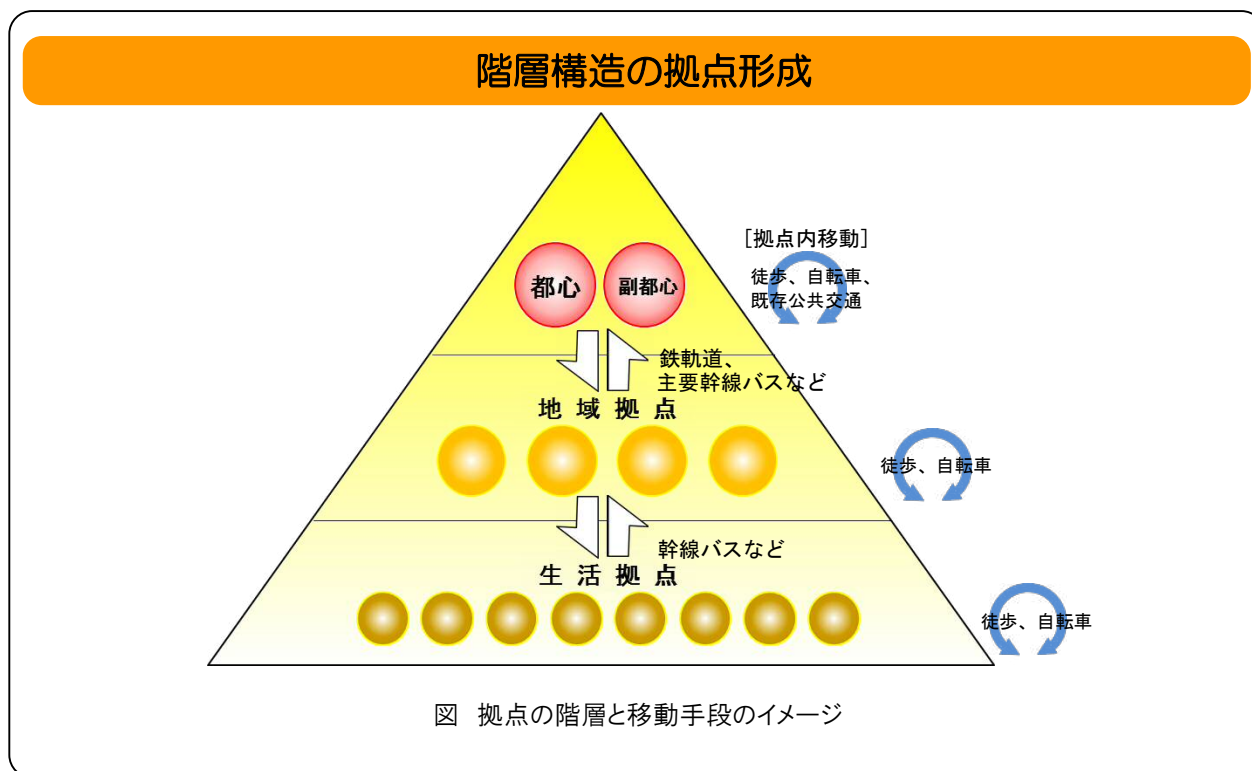 階層構造の拠点形成
[拠点内移動]
都心
副都心
徒歩、自転車、
既存公共交通
鉄軌道、
主要幹線バスなど
地域拠点
徒歩、自転車
幹線バスなど
生活拠点
徒歩、自転車
図 拠点の階層と移動手段のイメージ